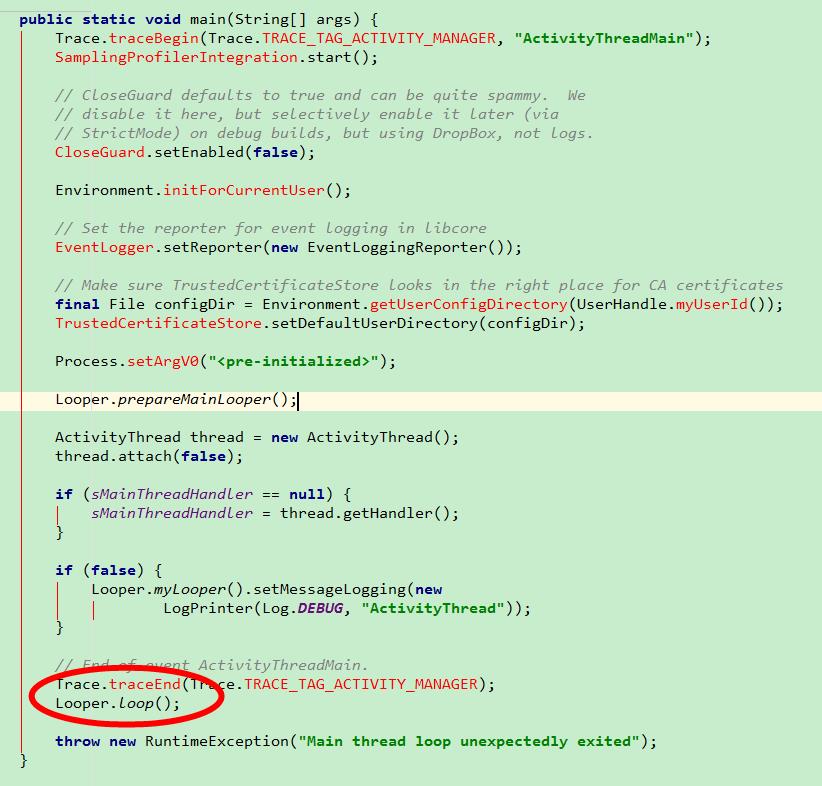 public static void main(String[] args) {
Trace.traceBegin(Trace.TRACE_TAG_ACTIVITY_MANAGER, "ActivityThreadMain");
SamplingProfilerIntegration.start();
// CloseGuard defaults to true and can be quite spammy.  We
// disable it here, but selectively enable it later (via
// StrictMode) on debug builds, but using DropBox, not logs.
CloseGuard.setEnabled(false);
Environment.initForCurrentUser();
// Set the reporter for event logging in libcore
EventLogger.setReporter(new EventLoggingReporter());
// Make sure TrustedCertificateStore looks in the right place for CA certificates
final File configDir = Environment.getUserConfigDirectory(UserHandle.myUserId());
TrustedCertificateStore.setDefaultUserDirectory(configDir);
Process.setArgV0("<pre-initialized>");
Looper.prepareMainLooper();
ActivityThread thread = new ActivityThread();
thread.attach(false);
if (sMainThreadHandler == null) {
sMainThreadHandler = thread.getHandler();
}
if (false) {
Looper.myLooper().setMessageLogging(new
LogPrinter(Log.DEBUG, "ActivityThread"));
}
// End of event ActivityThreadMain.
Trace.traceEnd(Trace.TRACE_TAG_ACTIVITY_MANAGER);
Looper.loop();
throw new RuntimeException("Main thread loop unexpectedly exited");
}